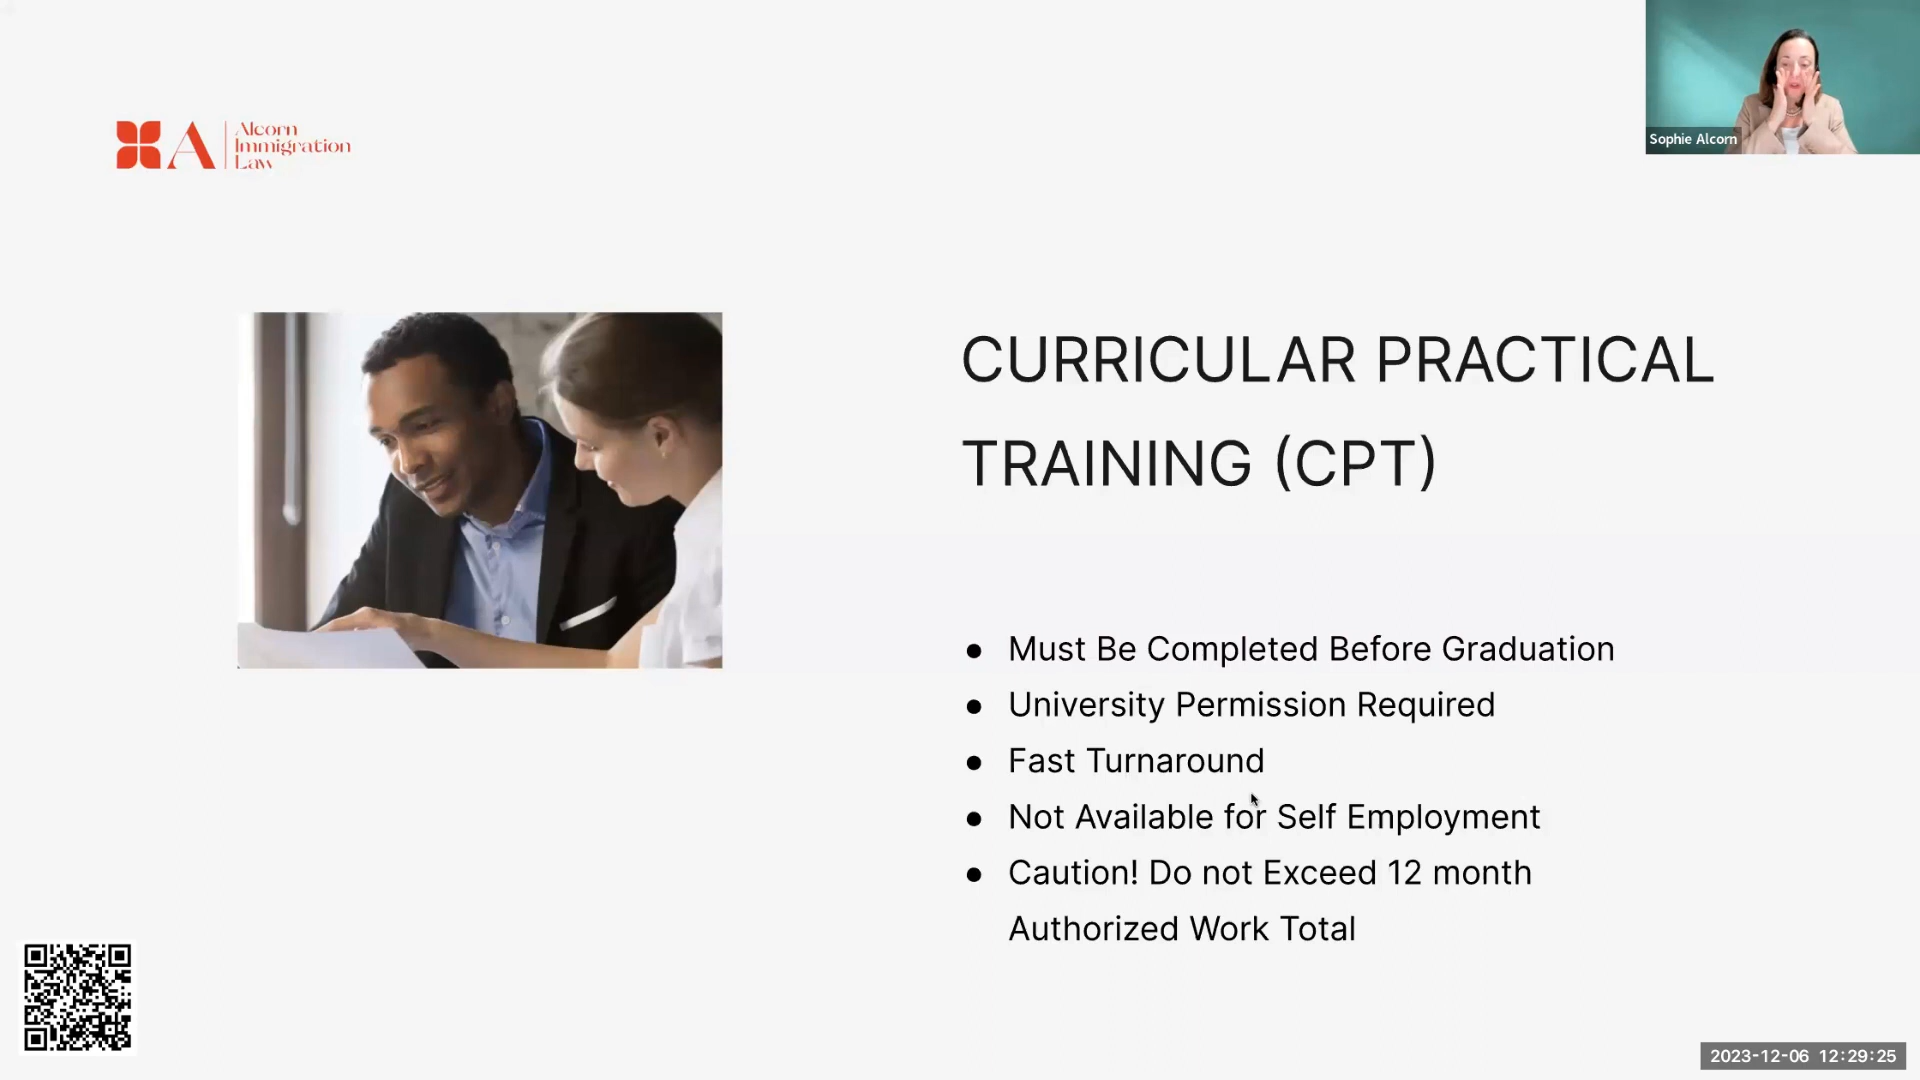 Sophie Alcorn
A Alcorn
Immigration
Law
CURRICULAR PRACTICAL
TRAINING (CPT)
● Must Be Completed Before Graduation
● University Permission Required
● Fast Turnaround
● Not Available for Self Employment
● Caution! Do not Exceed 12 month
Authorized Work Total
2023-12-06 12:29:25